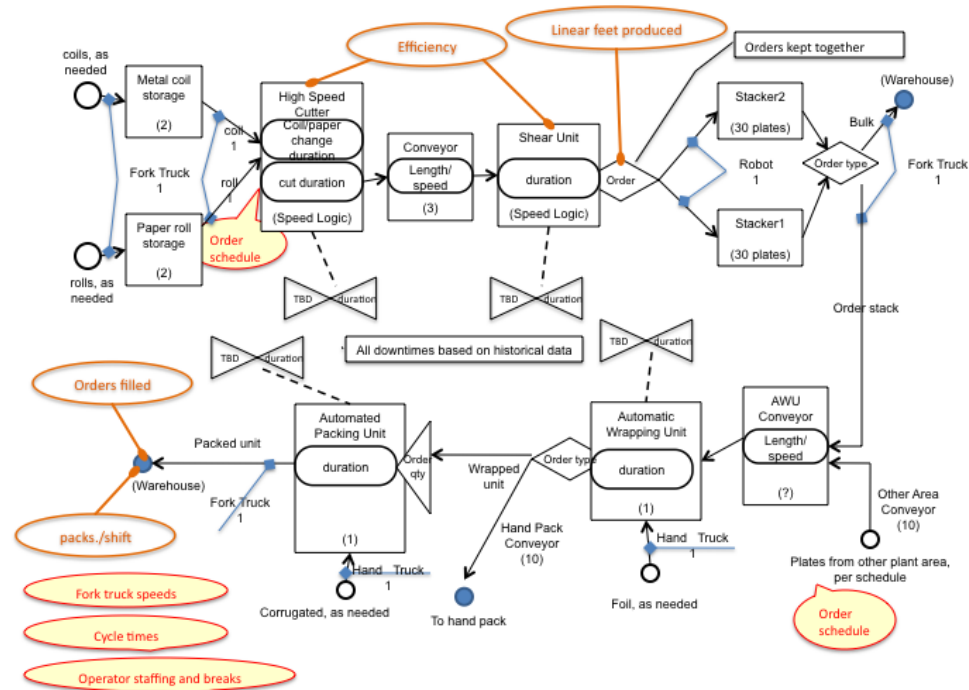 coils, as
needed
Metal coil
storage
(2)
Fork Truck
1
Paper roll
storage
(2)
rolls, as
needed
coil
1
roll
Order
schedule
Efficiency
High Speed
Cutter
Coil/paper
change
duration
cut duration
(Speed Logic)
TBD
duration
Conveyor
Length/
speed
(3)
Shear Unit
duration
(Speed Logic)
TBD
duration
Linear feet produced
Order
Orders kept together
Stacker2
(30 plates)
Robot
1
Stacker1
(30 plates)
Order type
Bulk
(Warehouse)
Fork Truck
1
Order stack
All downtimes based on historical data
TBD
duration
TBD
duration
Orders filled
Packed unit
(Warehouse)
Fork Truck
1
packs./shift
Automated
Packing Unit
duration
(1)
Order
qty
Hand Truck
1
Corrugated, as needed
Wrapped
unit
Order type
Hand Pack
Conveyor
(10)
To hand pack
Automatic
Wrapping Unit
duration
(1)
Hand Truck
1
Foil, as needed
AWU
Conveyor
Length/
speed
(?)
Other Area
Conveyor
(10)
Plates from other plant area,
per schedule
Order
schedule
Fork truck speeds
Cycle times
Operator staffing and breaks